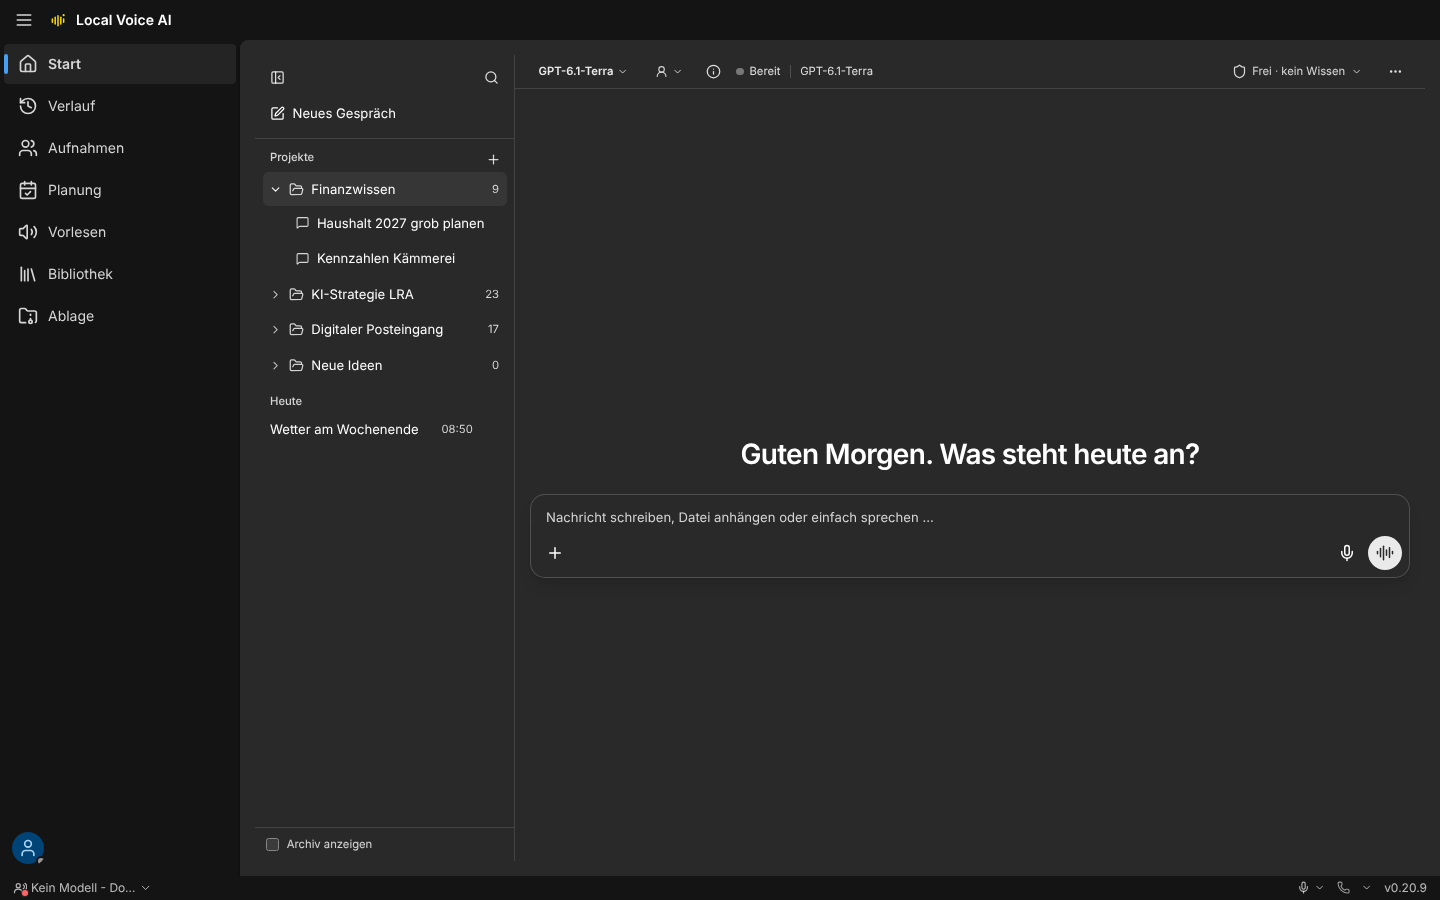 Local Voice AI
Start
Verlauf
Aufnahmen
Planung
Vorlesen
Bibliothek
Ablage
Neues Gespräch
Projekte
Finanzwissen 9
Haushalt 2027 grob planen
Kennzahlen Kämmerei
KI-Strategie LRA 23
Digitaler Posteingang 17
Neue Ideen 0
Heute
Wetter am Wochenende 08:50
Archiv anzeigen
GPT-6.1-Terra Bereit GPT-6.1-Terra Frei · kein Wissen
Guten Morgen. Was steht heute an?
Nachricht schreiben, Datei anhängen oder einfach sprechen ...
Kein Modell - Do... v0.20.9